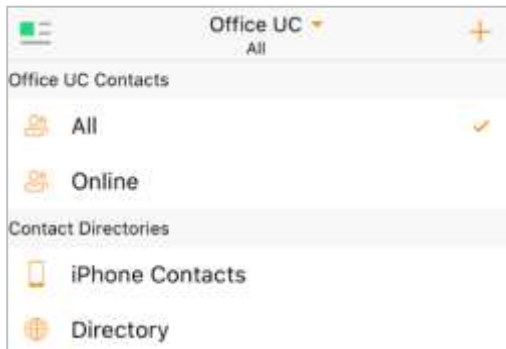 Office UC
All
Office UC Contacts
All
Online
Contact Directories
iPhone Contacts
Directory